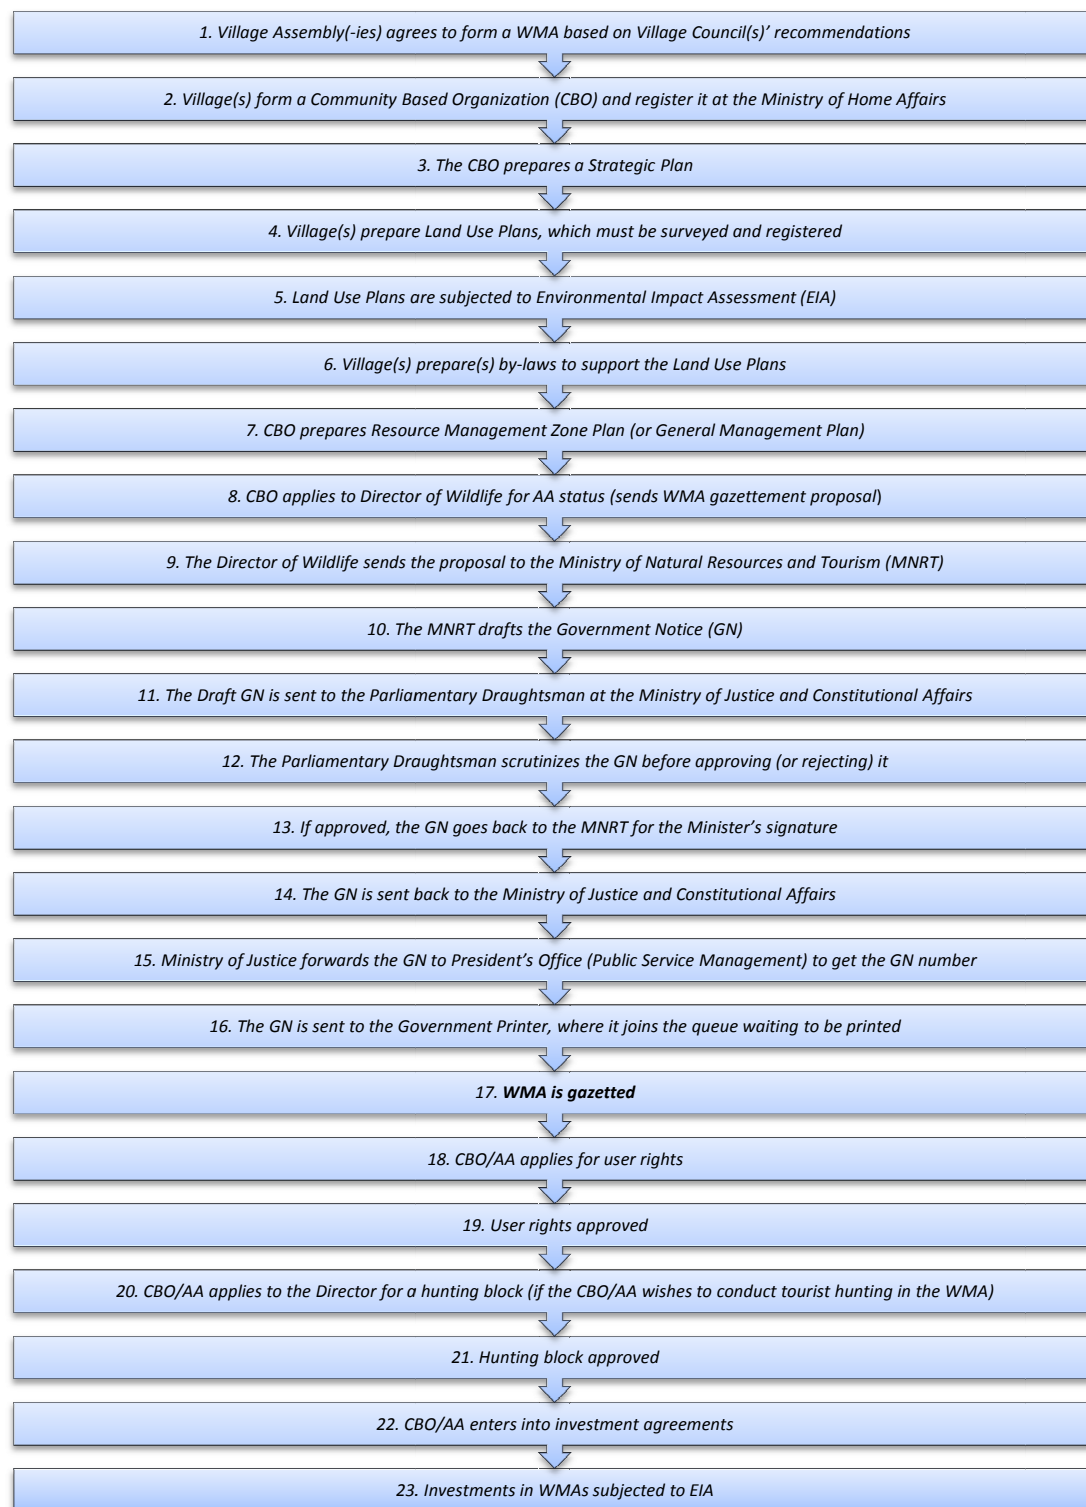 1. Village Assembly(-ies) agrees to form a WMA based on Village Council(s)’ recommendations
2. Village(s) form a Community Based Organization (CBO) and register it at the Ministry of Home Affairs
3. The CBO prepares a Strategic Plan
4. Village(s) prepare Land Use Plans, which must be surveyed and registered
5. Land Use Plans are subjected to Environmental Impact Assessment (EIA)
6. Village(s) prepare(s) by-laws to support the Land Use Plans
7. CBO prepares Resource Management Zone Plan (or General Management Plan)
8. CBO applies to Director of Wildlife for AA status (sends WMA gazettement proposal)
9. The Director of Wildlife sends the proposal to the Ministry of Natural Resources and Tourism (MNRT)
10. The MNRT drafts the Government Notice (GN)
11. The Draft GN is sent to the Parliamentary Draughtsman at the Ministry of Justice and Constitutional Affairs
12. The Parliamentary Draughtsman scrutinizes the GN before approving (or rejecting) it
13. If approved, the GN goes back to the MNRT for the Minister’s signature
14. The GN is sent back to the Ministry of Justice and Constitutional Affairs
15. Ministry of Justice forwards the GN to President’s Office (Public Service Management) to get the GN number
16. The GN is sent to the Government Printer, where it joins the queue waiting to be printed
17. WMA is gazetted
18. CBO/AA applies for user rights
19. User rights approved
20. CBO/AA applies to the Director for a hunting block (if the CBO/AA wishes to conduct tourist hunting in the WMA)
21. Hunting block approved
22. CBO/AA enters into investment agreements
23. Investments in WMAs subjected to EIA